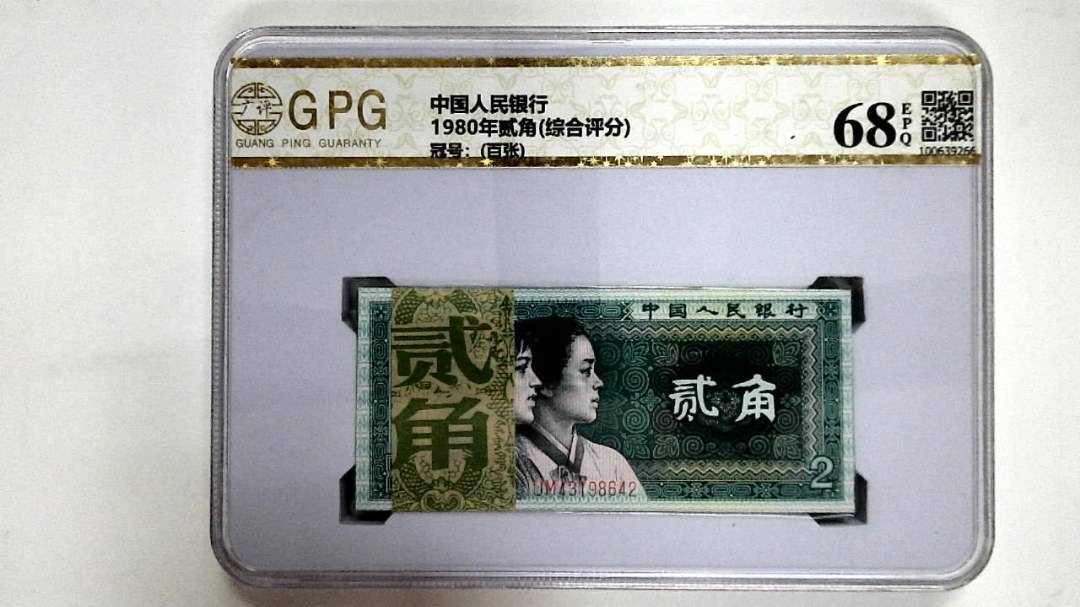 广评
GPG
GUANG PING GUARANTY
中国人民银行
1980年贰角(综合评分)
冠号：(百张)
68
EPQ
100639266
中国人民银行
贰角
贰角
2